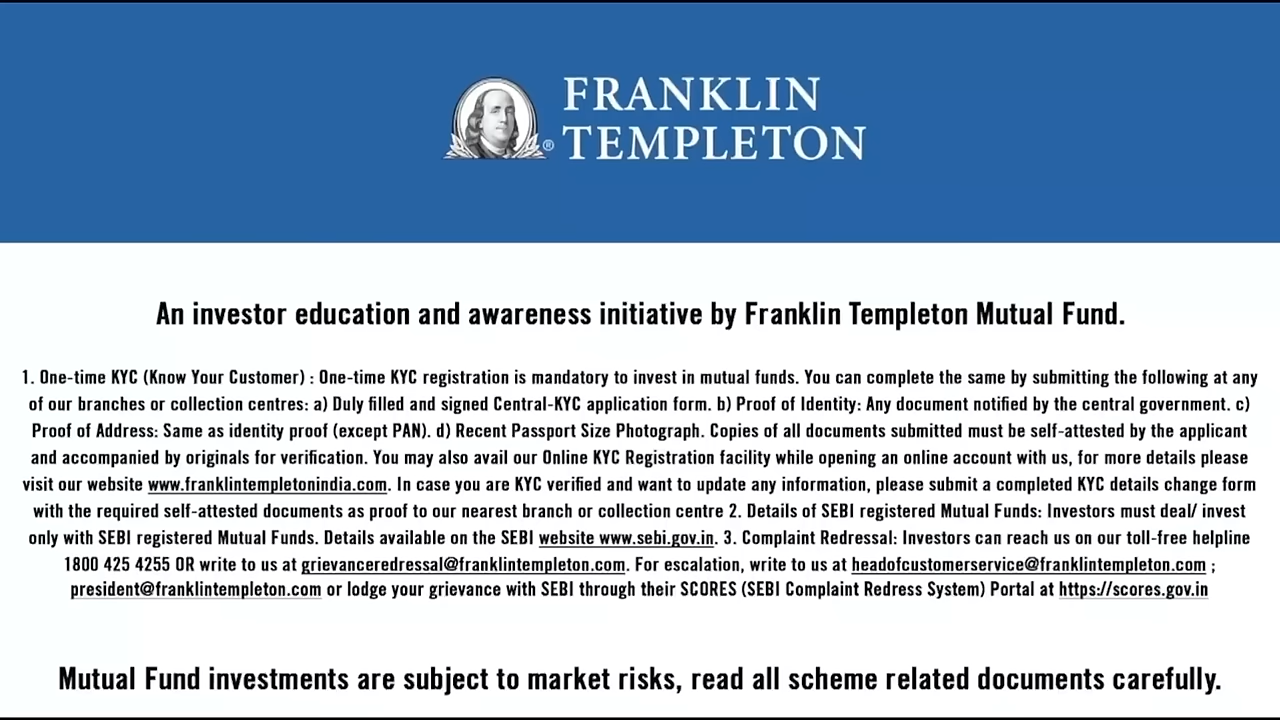 FRANKLIN
TEMPLETON
®
An investor education and awareness initiative by Franklin Templeton Mutual Fund.
1. One-time KYC (Know Your Customer) : One-time KYC registration is mandatory to invest in mutual funds. You can complete the same by submitting the following at any
of our branches or collection centres: a) Duly filled and signed Central-KYC application form. b) Proof of Identity: Any document notified by the central government. c)
Proof of Address: Same as identity proof (except PAN). d) Recent Passport Size Photograph. Copies of all documents submitted must be self-attested by the applicant
and accompanied by originals for verification. You may also avail our Online KYC Registration facility while opening an online account with us, for more details please
visit our website www.franklintempletonindia.com. In case you are KYC verified and want to update any information, please submit a completed KYC details change form
with the required self-attested documents as proof to our nearest branch or collection centre 2. Details of SEBI registered Mutual Funds: Investors must deal/ invest
only with SEBI registered Mutual Funds. Details available on the SEBI website www.sebi.gov.in. 3. Complaint Redressal: Investors can reach us on our toll-free helpline
1800 425 4255 OR write to us at grievanceredressal@franklintempleton.com. For escalation, write to us at headofcustomerservice@franklintempleton.com ;
president@franklintempleton.com or lodge your grievance with SEBI through their SCORES (SEBI Complaint Redress System) Portal at https://scores.gov.in
Mutual Fund investments are subject to market risks, read all scheme related documents carefully.